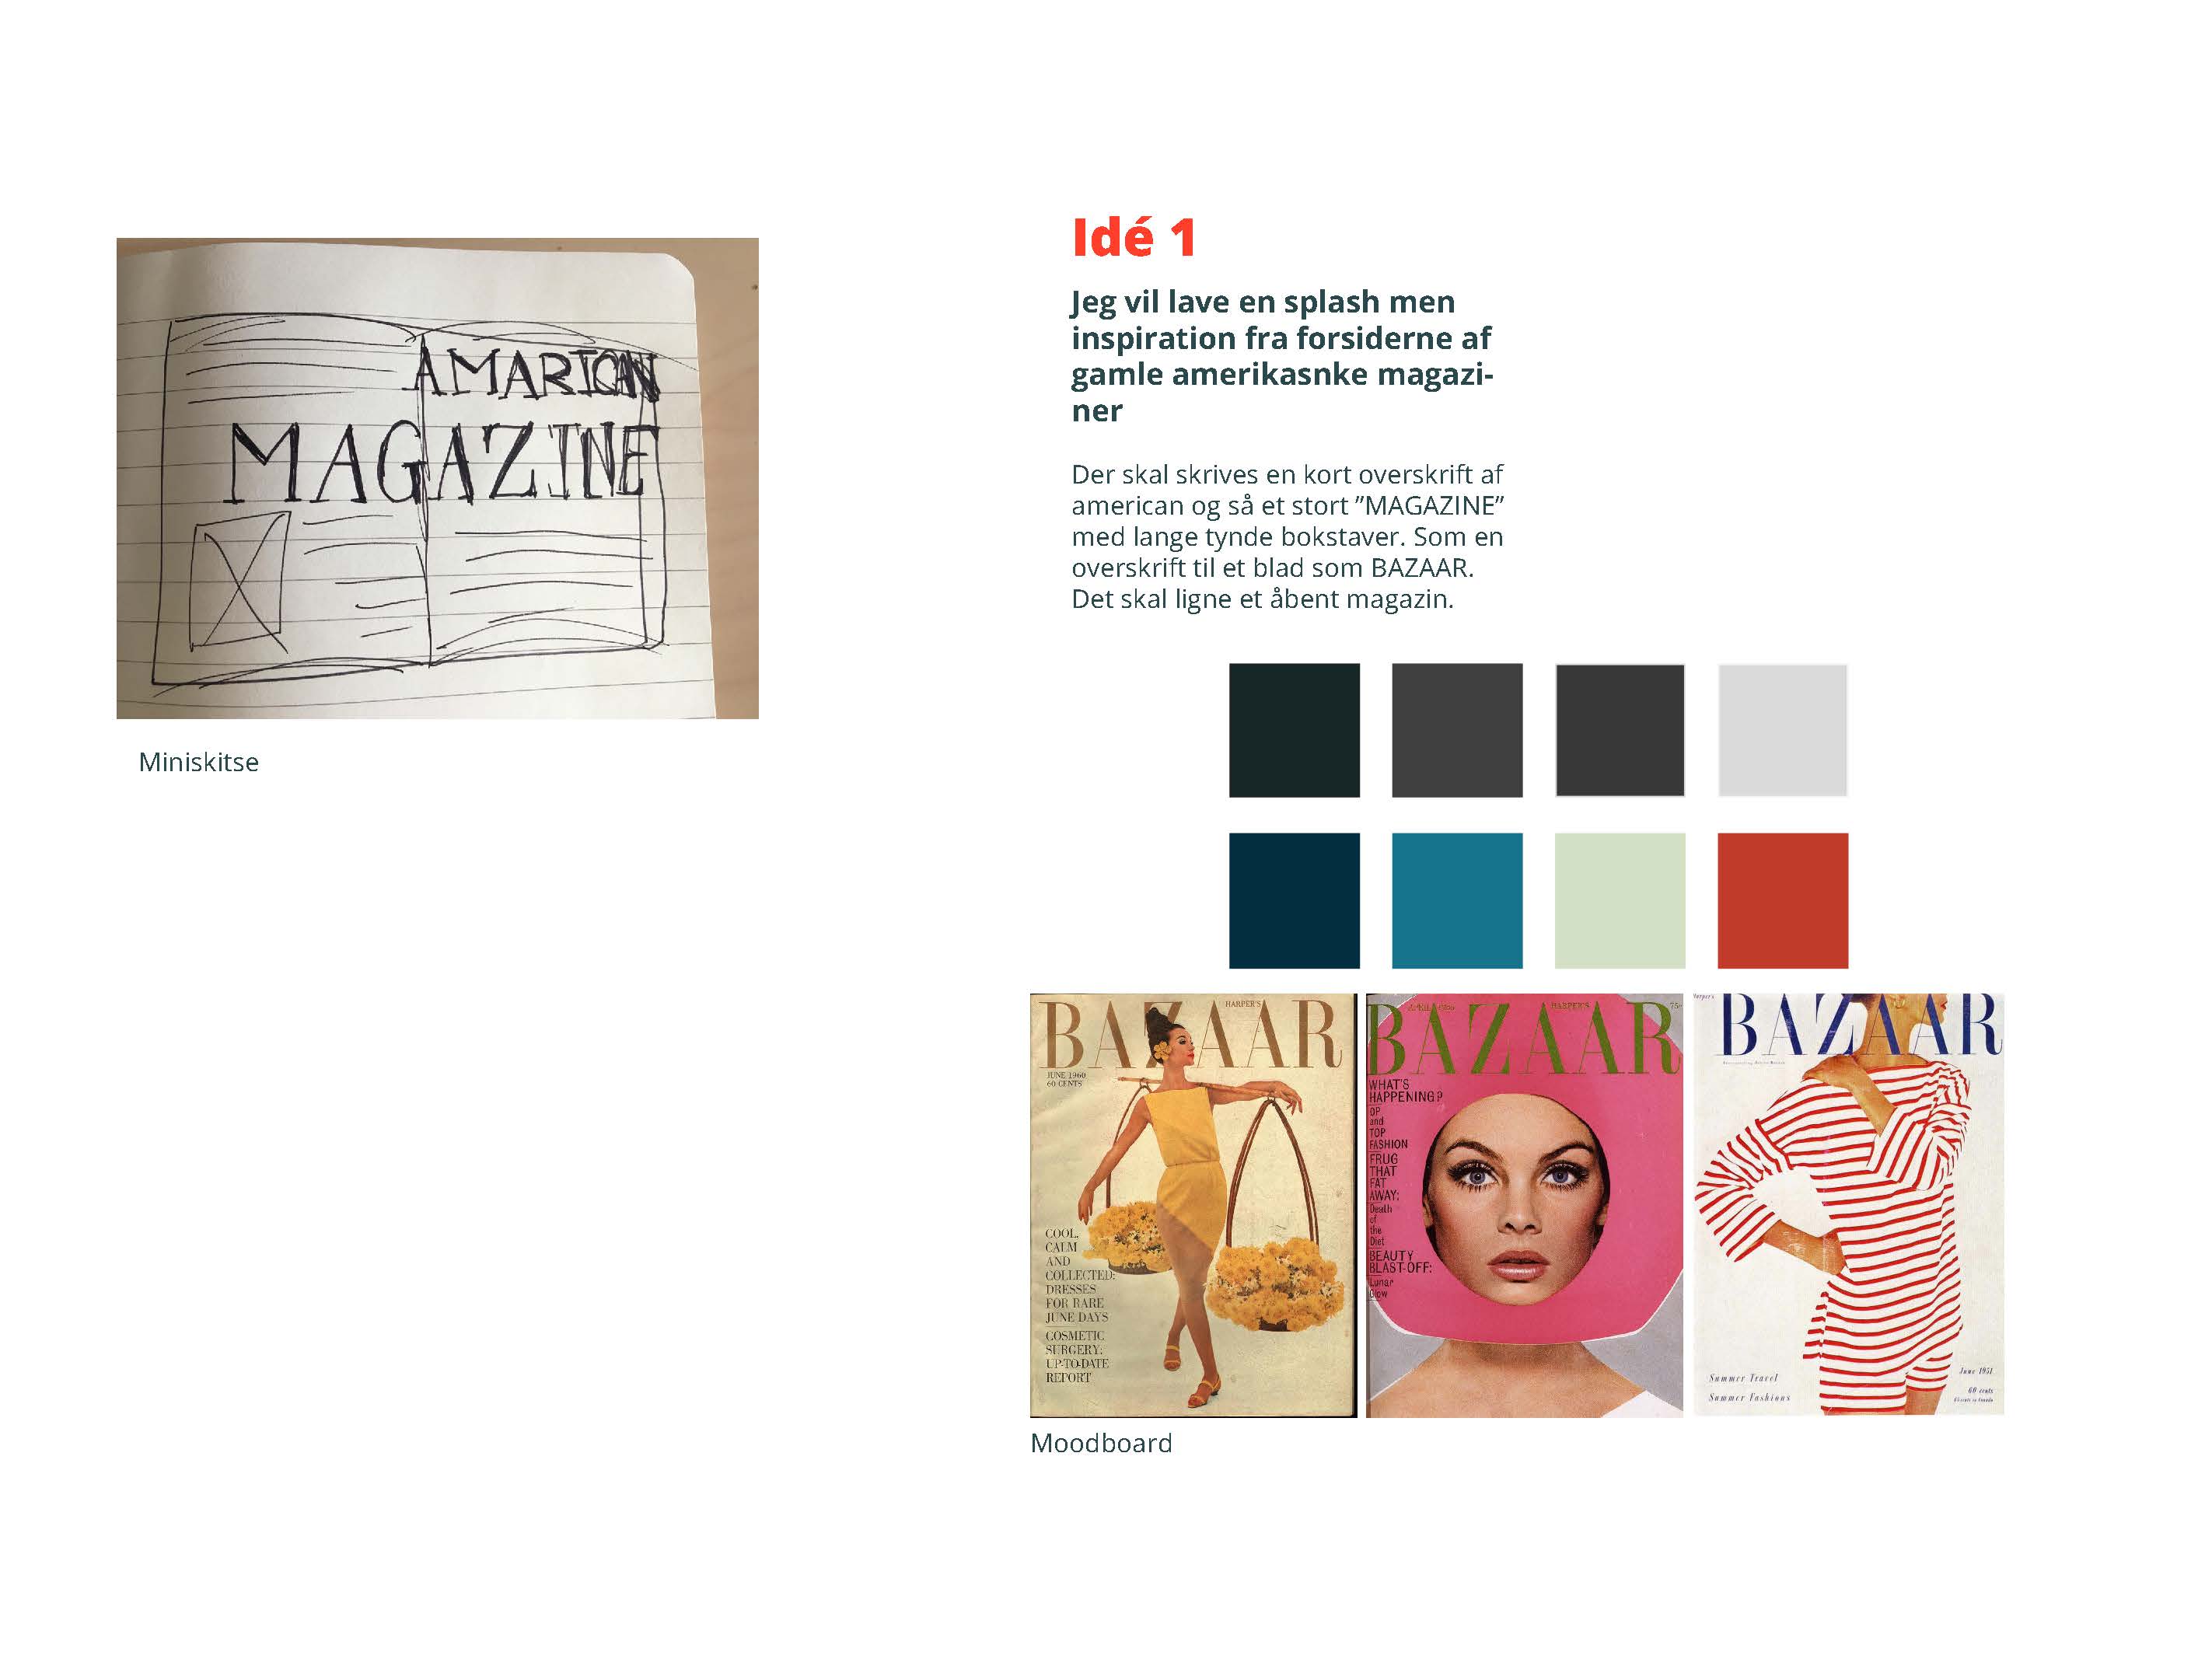 AMARICAN
MAGAZINE
Miniskitse
Idé 1
Jeg vil lave en splash men
inspiration fra forsiderne af
gamle amerikasnke magazi-
ner
Der skal skrives en kort overskrift af
american og så et stort ”MAGAZINE”
med lange tynde bokstaver. Som en
overskrift til et blad som BAZAAR.
Det skal ligne et åbent magazin.
HARPER'S
BAZAAR
JUNE 1960
60 CENTS
COOL,
CALM
AND
COLLECTED:
DRESSES
FOR RARE
JUNE DAYS
COSMETIC
SURGERY:
UP-TO-DATE
REPORT
HARPER'S
75¢
BAZAAR
WHAT'S
HAPPENING?
OP
and
TOP
FASHION
FRUG
THAT
FAT
AWAY:
Death
of
the
Diet
BEAUTY
BLAST-OFF:
Lunar
Glow
Harper's
BAZAAR
Summer Travel
Summer Fashions
June 1951
60 cents
Moodboard